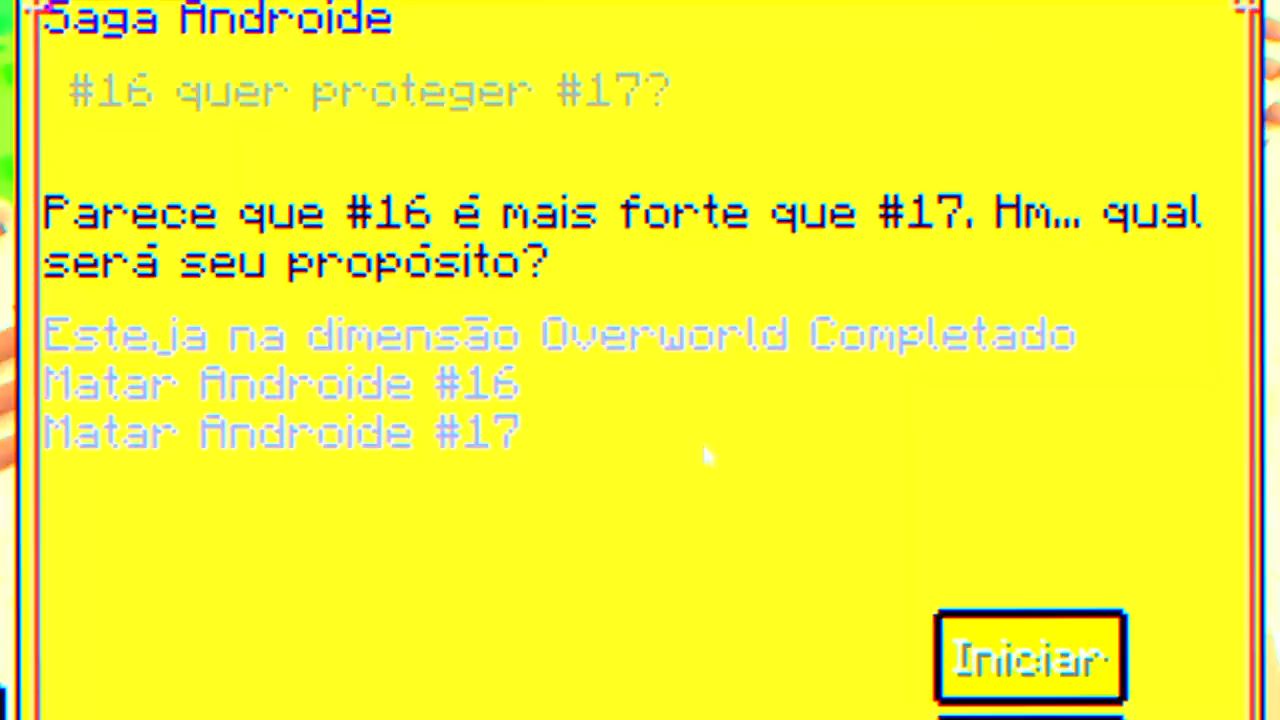 Saga Androide
#16 quer proteger #17?
Parece que #16 é mais forte que #17. Hm... qual
será seu propósito?
Esteja na dimensão Overworld Completado
Matar Androide #16
Matar Androide #17
Iniciar